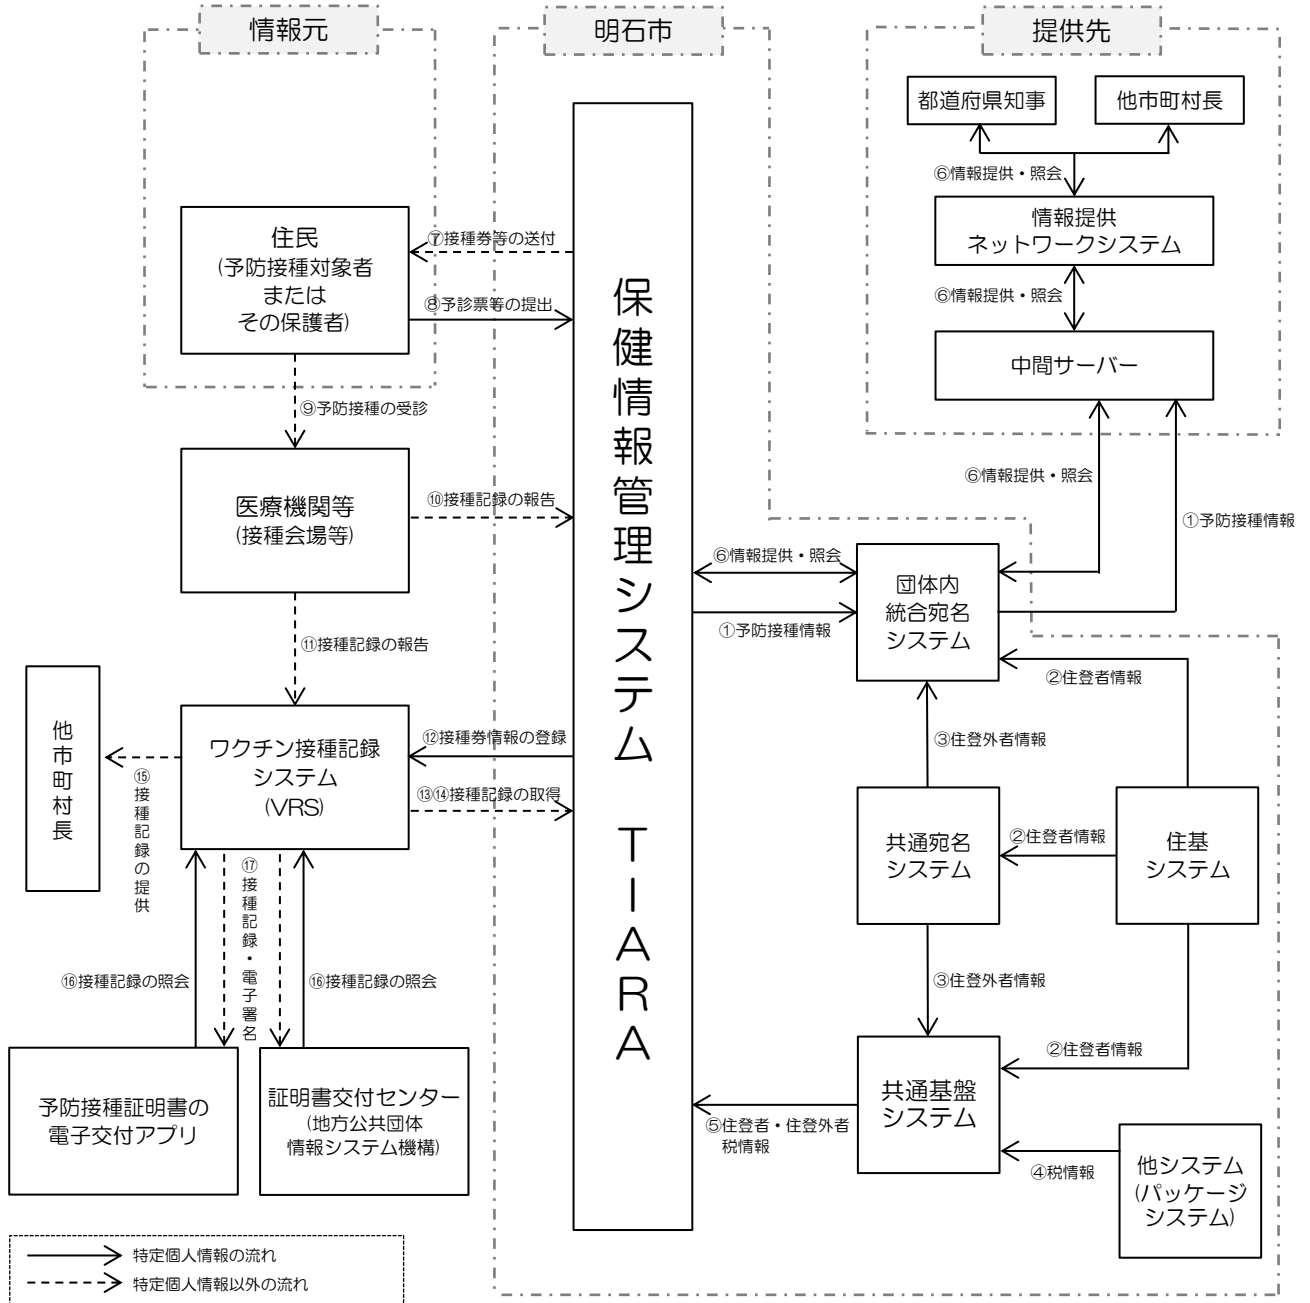 情報元
明石市
提供先
都道府県知事
他市町村長
⑥情報提供・照会
情報提供
ネットワークシステム
⑥情報提供・照会
中間サーバー
住民
(予防接種対象者
または
その保護者)
⑦接種券等の送付
⑧予診票等の提出
⑨予防接種の受診
医療機関等
(接種会場等)
⑩接種記録の報告
⑪接種記録の報告
保健情報管理システム TIARA
⑥情報提供・照会
①予防接種情報
⑥情報提供・照会
①予防接種情報
団体内
統合宛名
システム
②住登者情報
③住登外者情報
他市町村長
⑮接種記録の提供
ワクチン接種記録
システム
(VRS)
⑫接種券情報の登録
⑬⑭接種記録の取得
共通宛名
システム
②住登者情報
住基
システム
⑯接種記録の照会
⑰接種記録・電子署名
⑯接種記録の照会
③住登外者情報
②住登者情報
予防接種証明書の
電子交付アプリ
証明書交付センター
(地方公共団体
情報システム機構)
共通基盤
システム
⑤住登者・住登外者
税情報
④税情報
他システム
(パッケージ
システム)
特定個人情報の流れ
特定個人情報以外の流れ